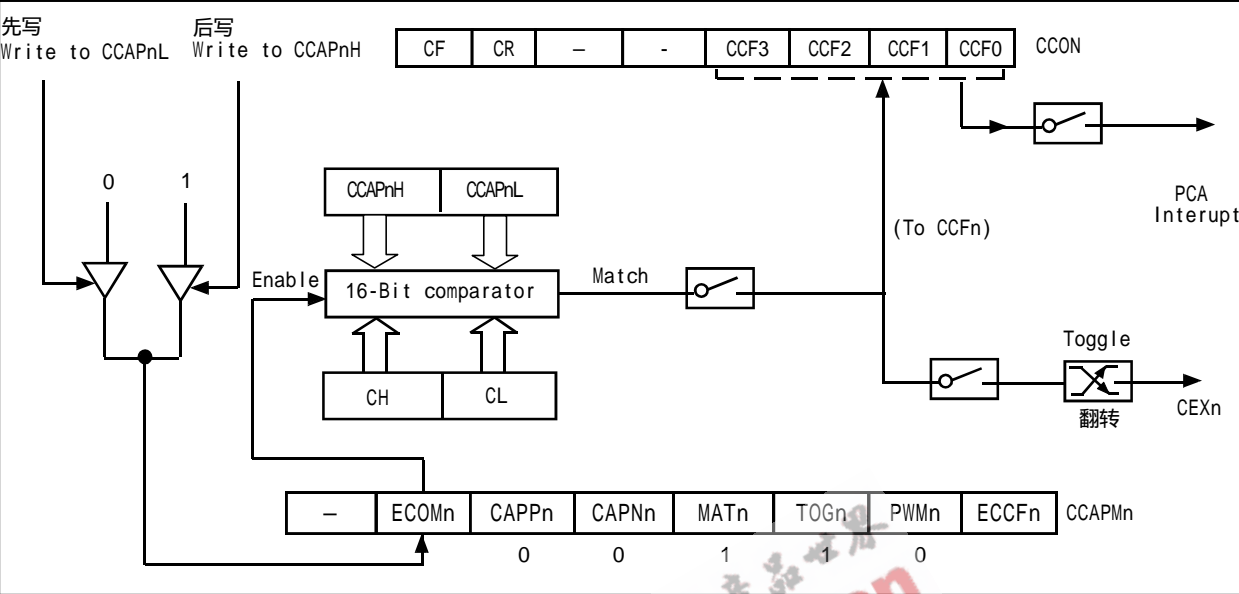 先写
Write to CCAPnL
后写
Write to CCAPnH
CF CR – - CCF3 CCF2 CCF1 CCF0 CCON
0 1
CCAPnH CCAPnL
PCA
Interupt
(To CCFn)
Enable
16-Bit comparator
Match
Toggle
CH CL
翻转
CEXn
– ECOMn CAPPn CAPNn MATn TOGn PWMn ECCFn CCAPMn
0 0 1 1 0